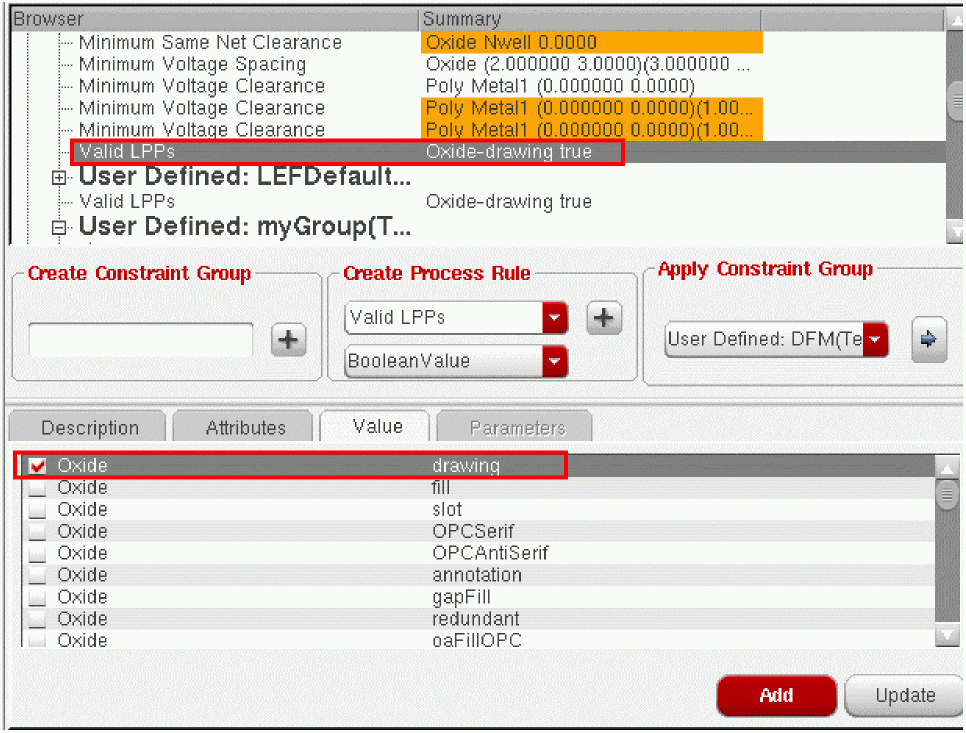 Browser Summary
Minimum Same Net Clearance Oxide Nwell 0.0000
Minimum Voltage Spacing Oxide (2.000000 3.0000)(3.000000 ...
Minimum Voltage Clearance Poly Metal1 (0.000000 0.0000)
Minimum Voltage Clearance Poly Metal1 (0.000000 0.0000)(1.00...
Minimum Voltage Clearance Poly Metal1 (0.000000 0.0000)(1.00...
Valid LPPs Oxide-drawing true
User Defined: LEFDefault...
Valid LPPs Oxide-drawing true
User Defined: myGroup(T...
Create Constraint Group Create Process Rule Apply Constraint Group
Valid LPPs
User Defined: DFM(Te
BooleanValue
Description Attributes Value Parameters
Oxide drawing
Oxide fill
Oxide slot
Oxide OPCSerif
Oxide OPCAntiSerif
Oxide annotation
Oxide gapFill
Oxide redundant
Oxide oaFillOPC
Add Update